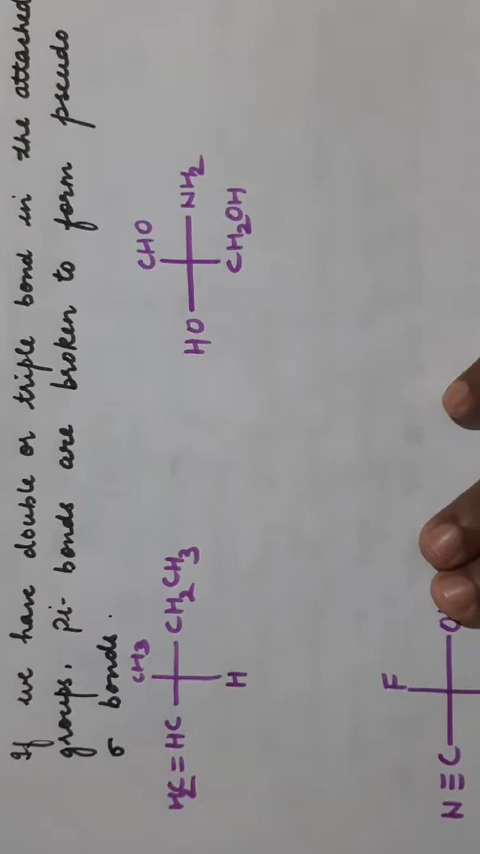 If we have double or triple bond in the attached
groups, pi- bonds are broken to form pseudo
σ bonds.
CH3
H2C=HC CH2CH3
H
CHO
HO NH2
CH2OH
F
N≡C